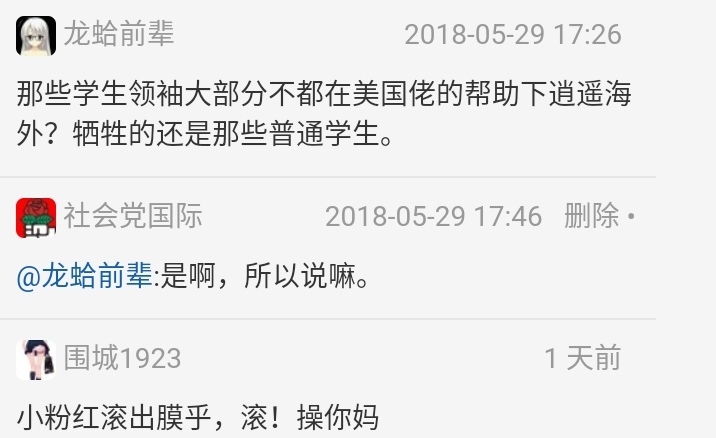 龙蛤前辈 2018-05-29 17:26
那些学生领袖大部分不都在美国佬的帮助下逍遥海
外？牺牲的还是那些普通学生。
社会党国际 2018-05-29 17:46 删除 •
@龙蛤前辈:是啊，所以说嘛。
围城1923 1 天前
小粉红滚出膜乎，滚！操你妈